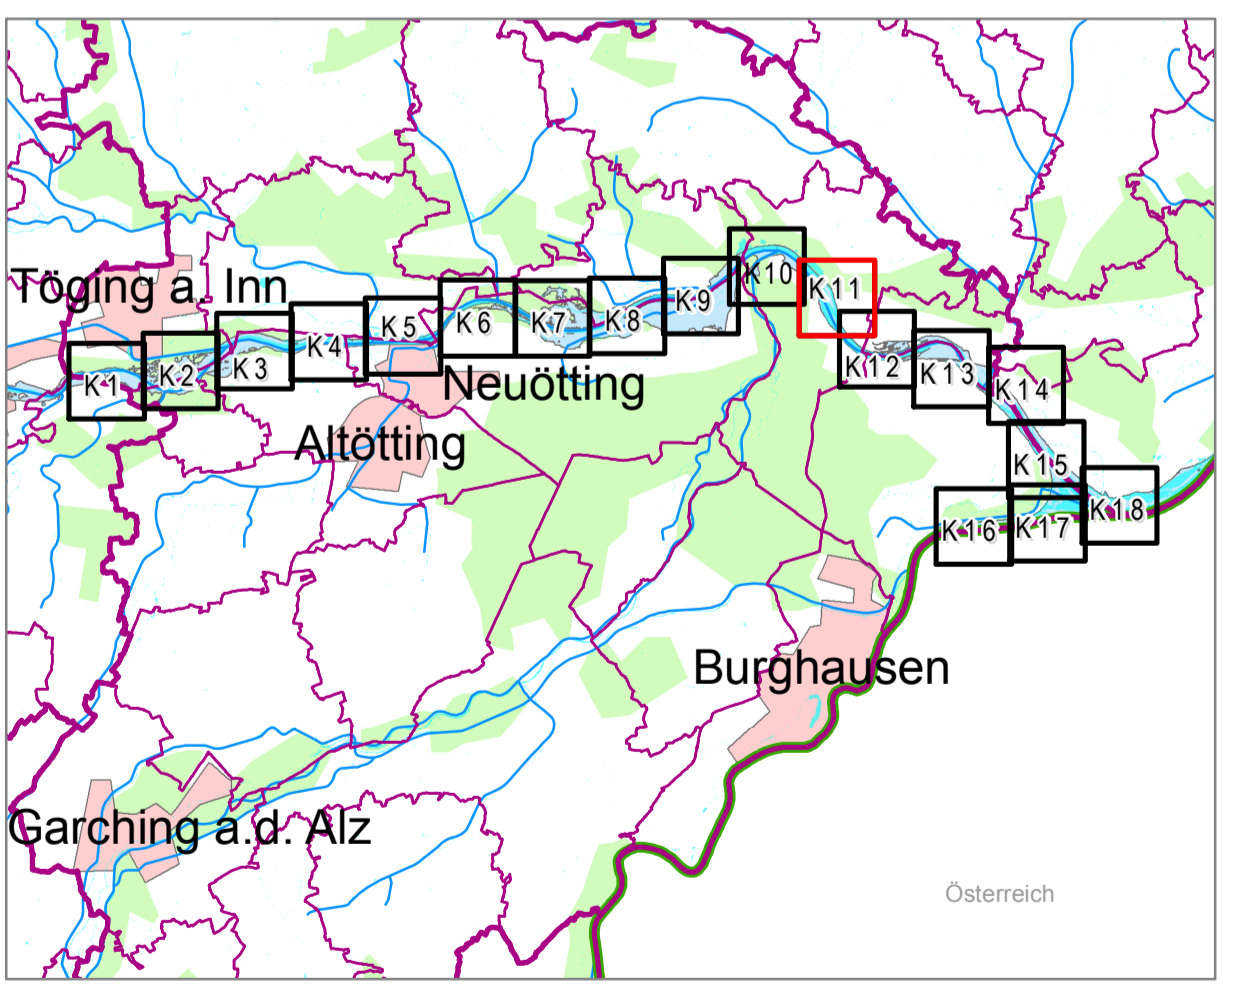 Töging a. Inn
K1
K2
K3
K4
K5
K6
K7
K8
K9
K10
K11
K12
K13
K14
K15
K16
K17
K18
Neuötting
Altötting
Burghausen
Garching a.d. Alz
Österreich